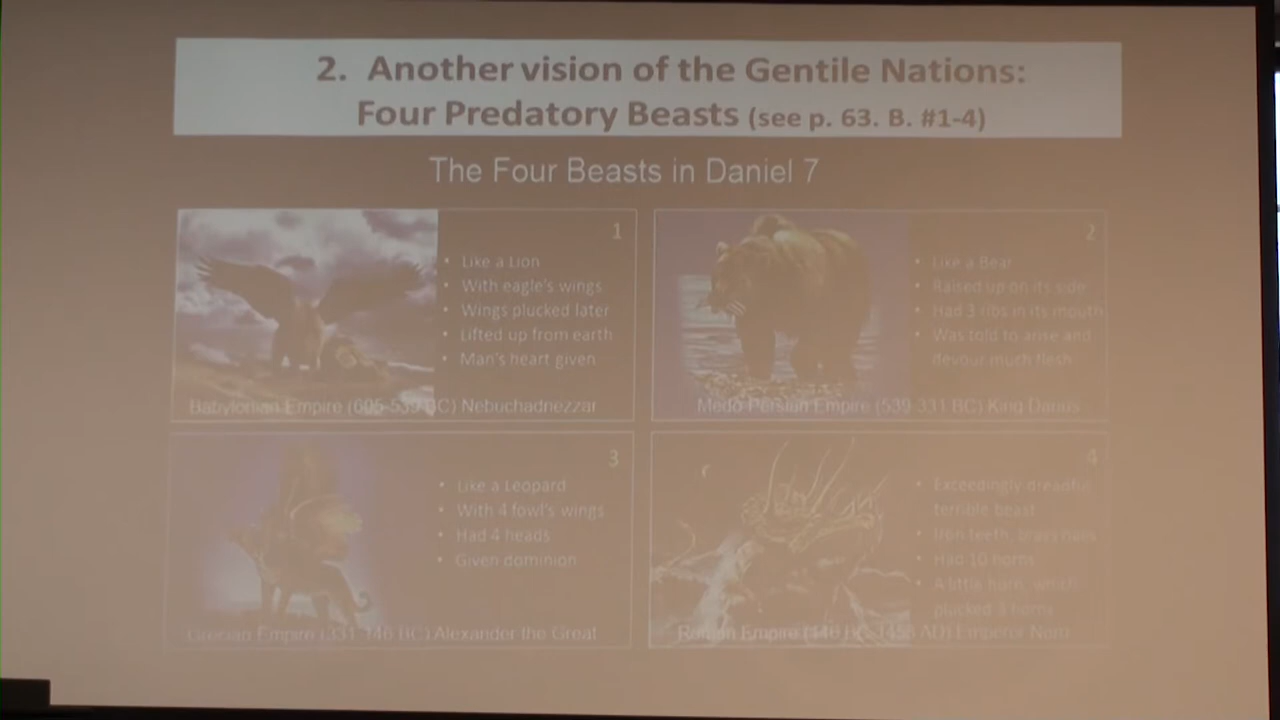 2. Another vision of the Gentile Nations:
Four Predatory Beasts (see p. 63. B. #1-4)
The Four Beasts in Daniel 7
1
• Like a Lion
• With eagle's wings
• Wings plucked later
• Lifted up from earth
• Man's heart given
Babylonian Empire (605-539 BC) Nebuchadnezzar
2
• Like a Bear
• Raised up on its side
• Had 3 ribs in its mouth
• Was told to arise and
devour much flesh
Medo-Persian Empire (539-331 BC) King Darius
3
• Like a Leopard
• With 4 fowl's wings
• Had 4 heads
• Given dominion
Grecian Empire (331-146 BC) Alexander the Great
4
• Exceedingly dreadful
terrible beast
• Iron teeth, brass nails
• Had 10 horns
• A little horn, which
plucked 3 horns
Roman Empire (146 BC- AD) Emperor Nero